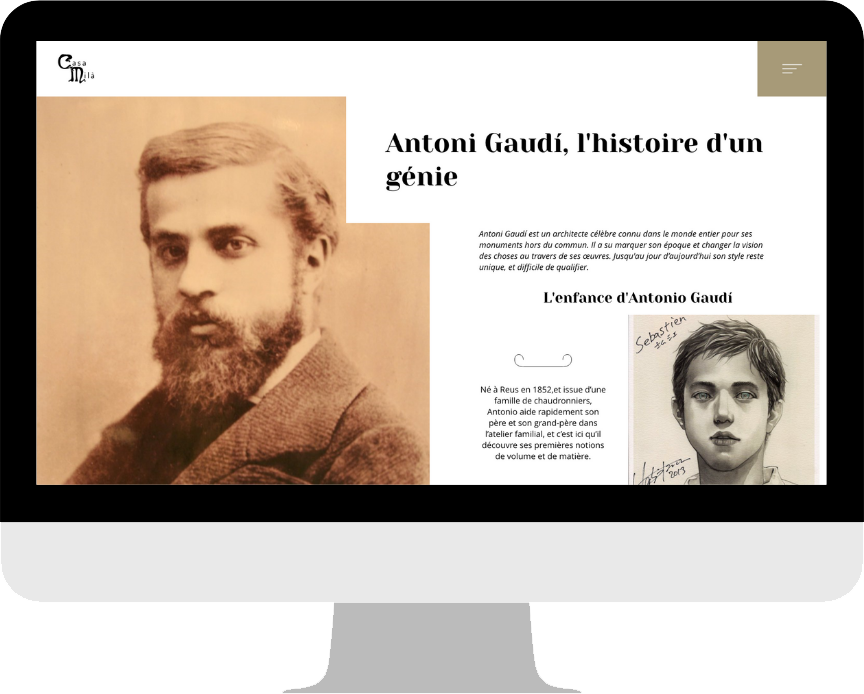 Casa
Milà
Antoni Gaudí, l'histoire d'un
génie
Antoni Gaudí est un architecte célèbre connu dans le monde entier pour ses
monuments hors du commun. Il a su marquer son époque et changer la vision
des choses au travers de ses œuvres. Jusqu'au jour d'aujourd'hui son style reste
unique, et difficile de qualifier.
L'enfance d'Antonio Gaudí
Né à Reus en 1852,et issue d'une
famille de chaudronniers,
Antonio aide rapidement son
père et son grand-père dans
l'atelier familial, et c'est ici qu'il
découvre ses premières notions
de volume et de matière.
Sebastien
2013